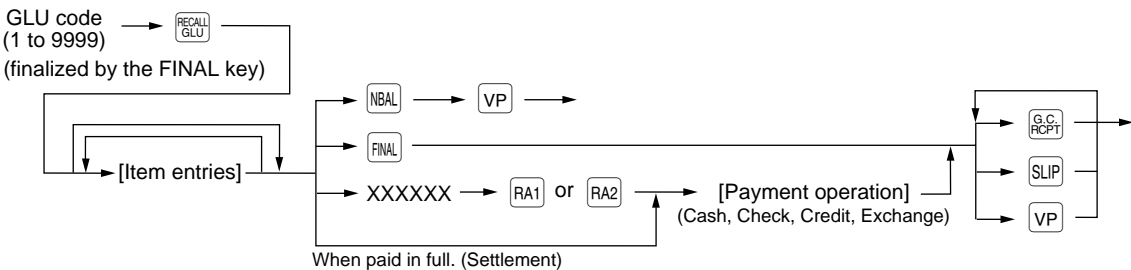 GLU code
(1 to 9999)
RECALL
GLU
(finalized by the FINAL key)
NBAL
VP
[Item entries]
FINAL
XXXXXX
RA1 or RA2
[Payment operation]
(Cash, Check, Credit, Exchange)
When paid in full. (Settlement)
G.C.
RCPT
SLIP
VP